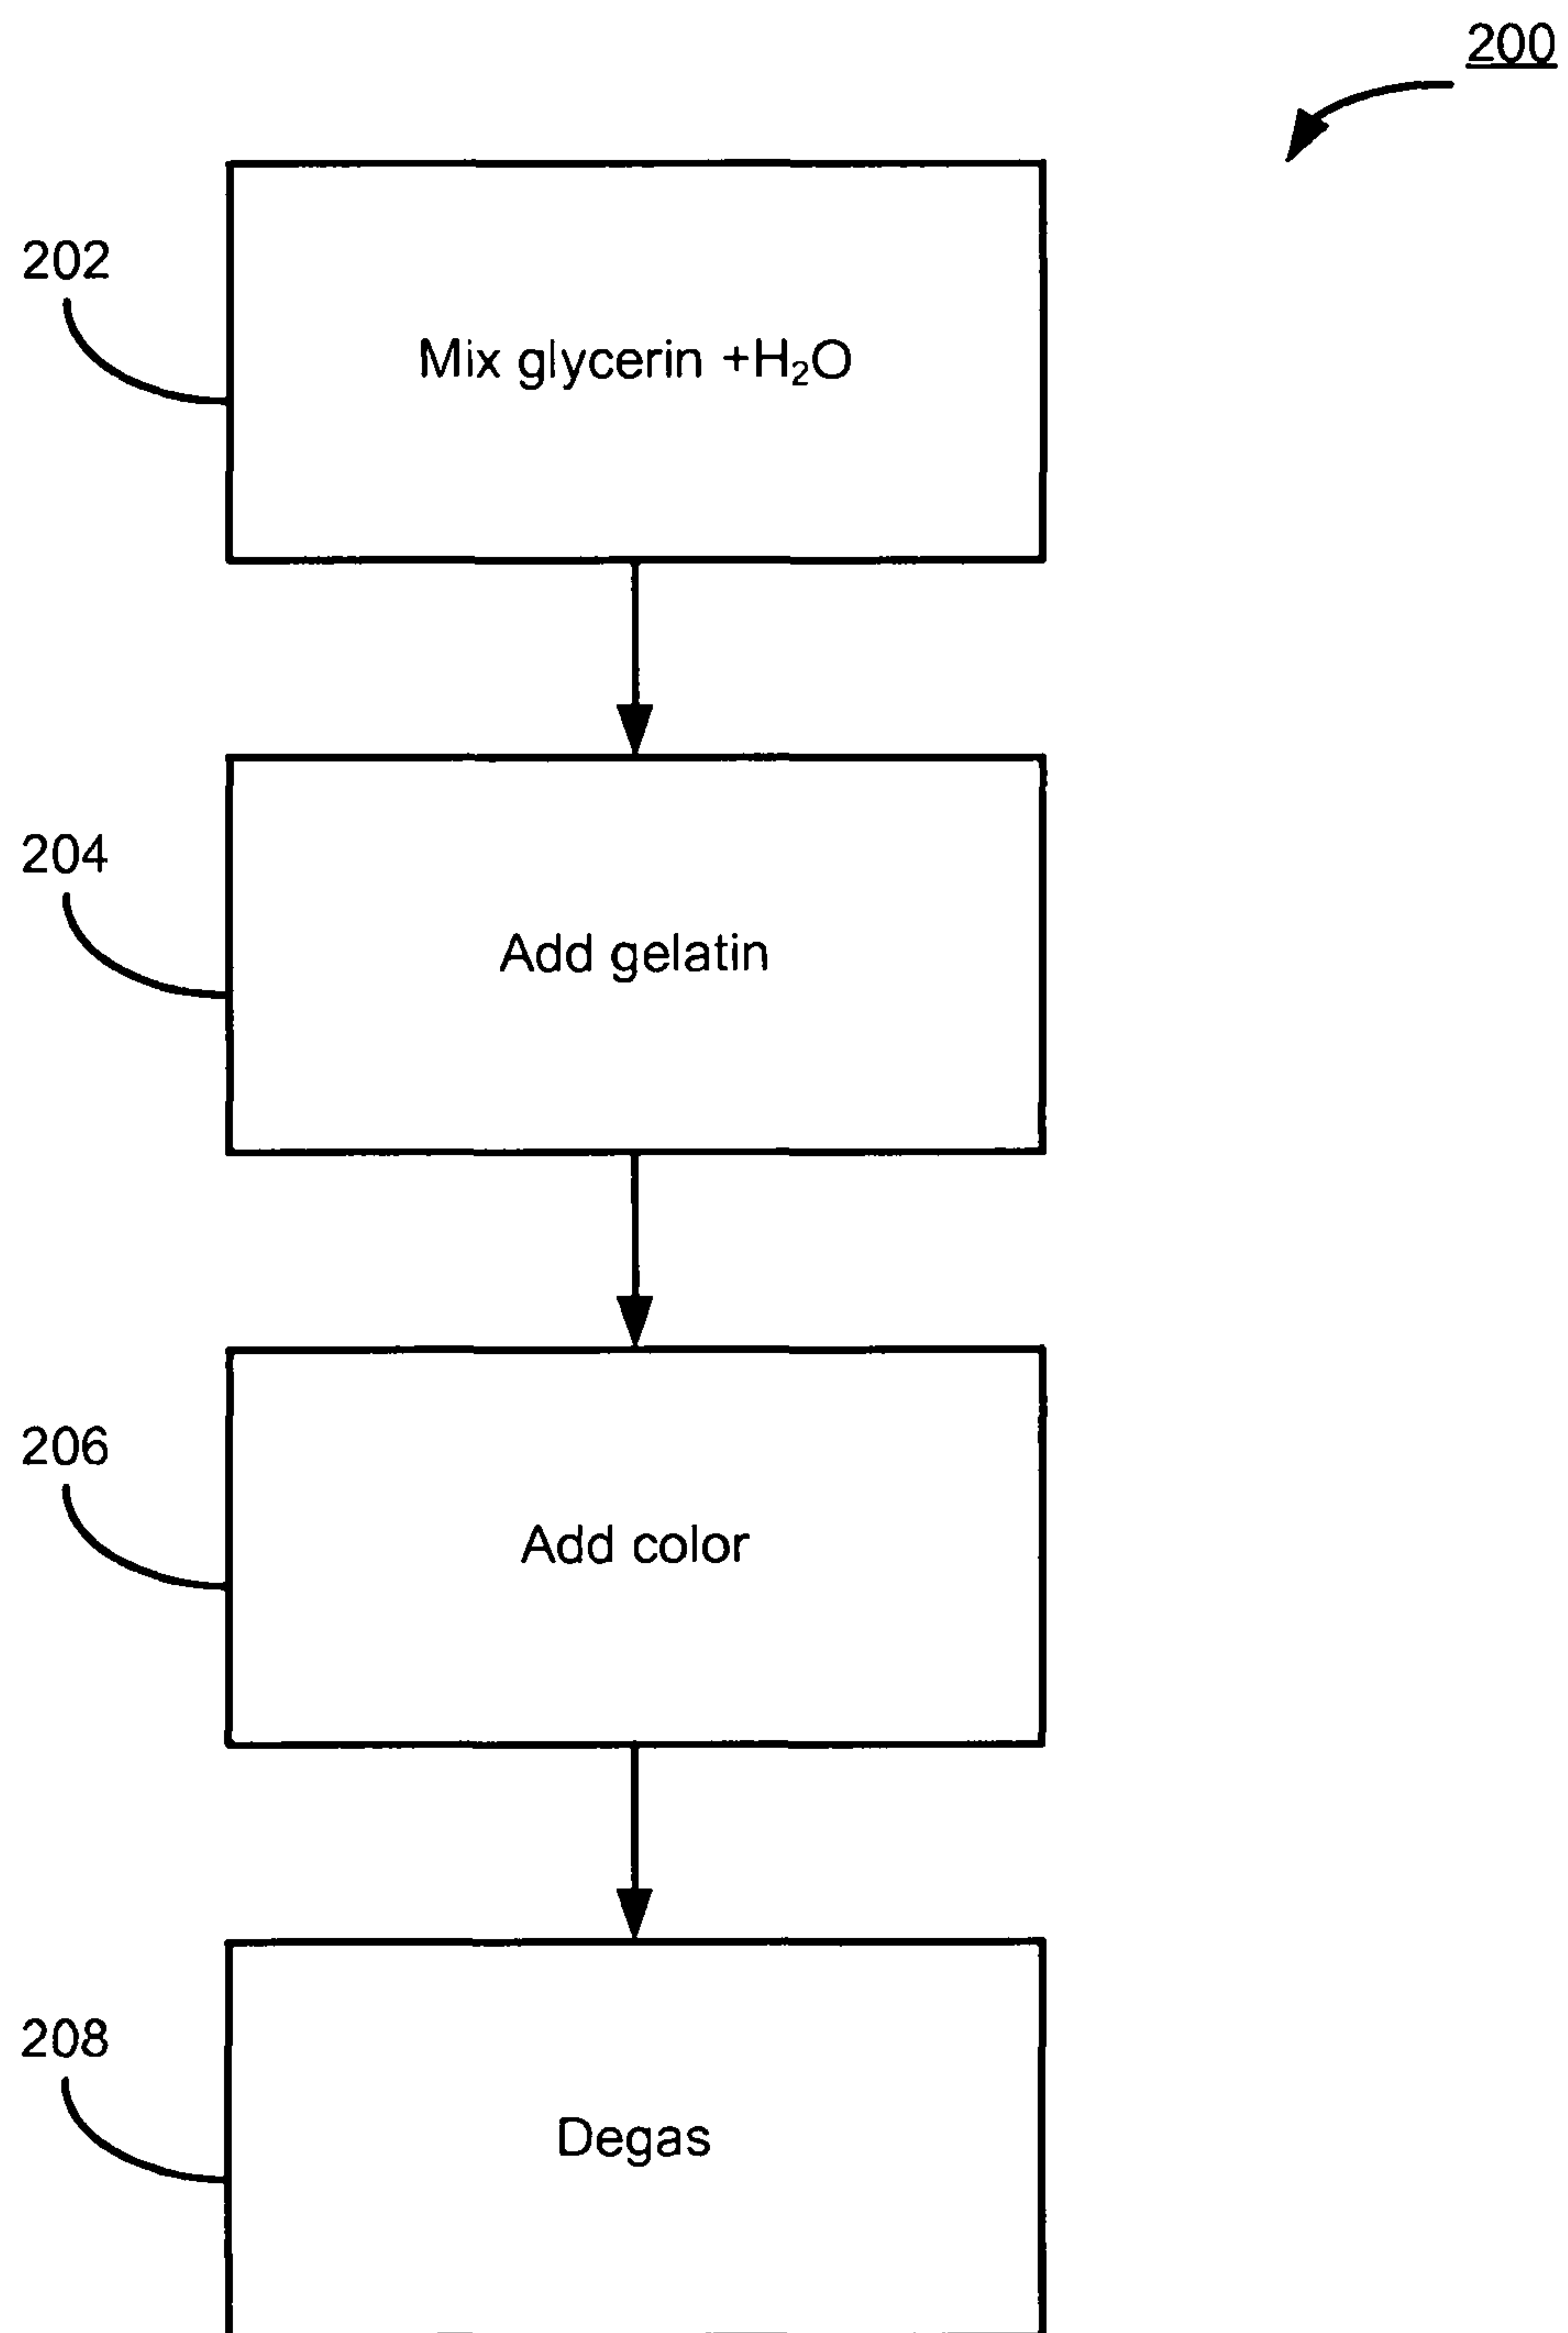 200
202
Mix glycerin +H₂O
204
Add gelatin
206
Add color
208
Degas